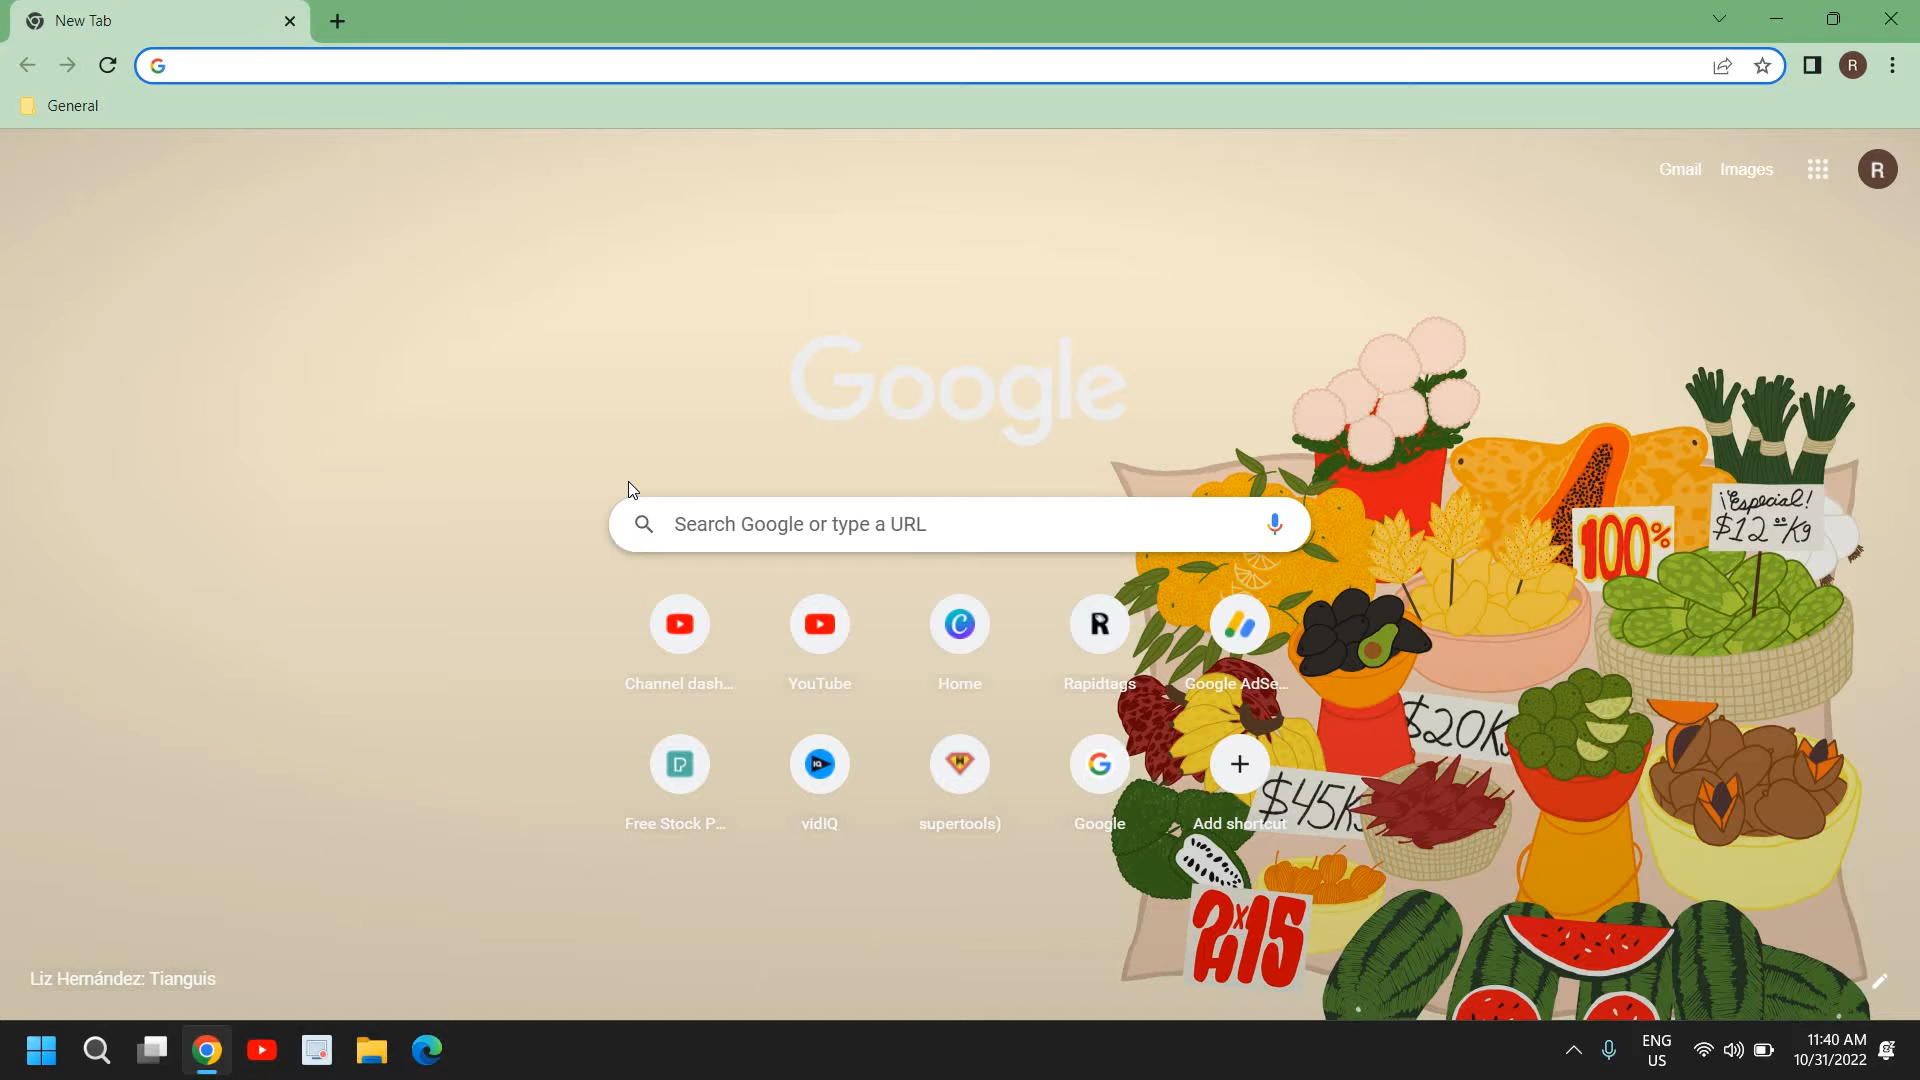 New Tab
General
Gmail Images
R
R
Google
Search Google or type a URL
Channel dash...
YouTube
Home
Rapidtags
Google AdSe...
Free Stock P...
vidIQ
supertools)
Google
Add shortcut
¡Especial!
$12 00/Kg
100%
$20K
$45K
2x15
Liz Hernández: Tianguis
ENG
US
11:40 AM
10/31/2022